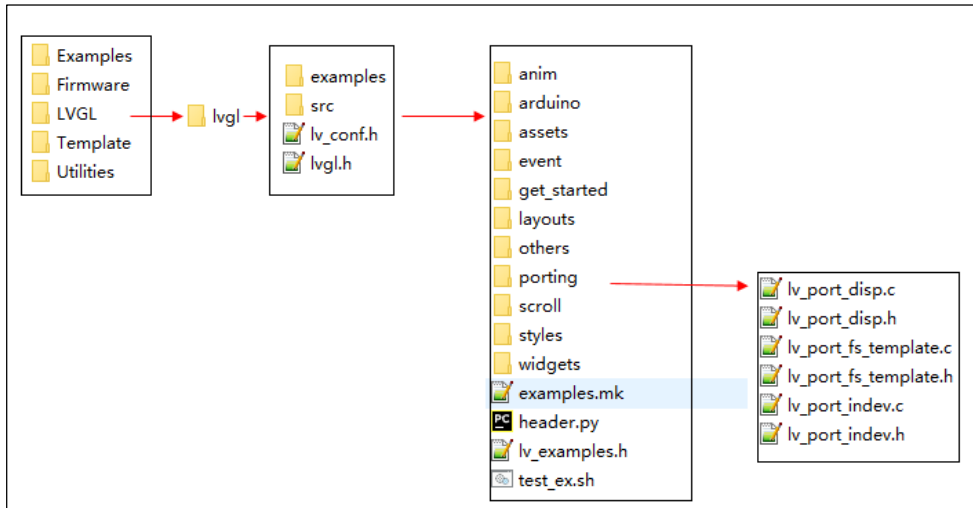 Examples
Firmware
LVGL
Template
Utilities
lvgl
examples
src
lv_conf.h
lvgl.h
anim
arduino
assets
event
get_started
layouts
others
porting
scroll
styles
widgets
examples.mk
PC
header.py
lv_examples.h
test_ex.sh
lv_port_disp.c
lv_port_disp.h
lv_port_fs_template.c
lv_port_fs_template.h
lv_port_indev.c
lv_port_indev.h